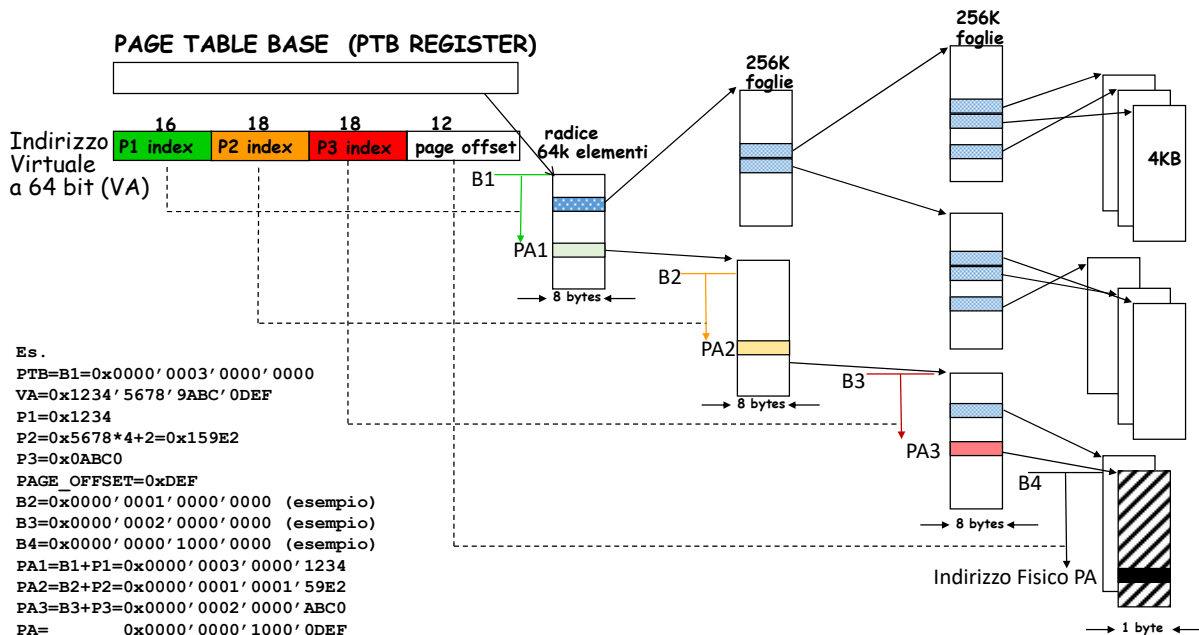 PAGE TABLE BASE (PTB REGISTER)
16 18 18 12
Indirizzo
Virtuale
a 64 bit (VA)
P1 index P2 index P3 index page offset
radice
64k elementi
B1
PA1
8 bytes
256K
foglie
B2
PA2
8 bytes
256K
foglie
B3
PA3
8 bytes
4KB
B4
Indirizzo Fisico PA
1 byte
Es.
PTB=B1=0x0000'0003'0000'0000
VA=0x1234'5678'9ABC'0DEF
P1=0x1234
P2=0x5678*4+2=0x159E2
P3=0x0ABC0
PAGE_OFFSET=0xDEF
B2=0x0000'0001'0000'0000 (esempio)
B3=0x0000'0002'0000'0000 (esempio)
B4=0x0000'0000'1000'0000 (esempio)
PA1=B1+P1=0x0000'0003'0000'1234
PA2=B2+P2=0x0000'0001'0001'59E2
PA3=B3+P3=0x0000'0002'0000'ABC0
PA= 0x0000'0000'1000'0DEF